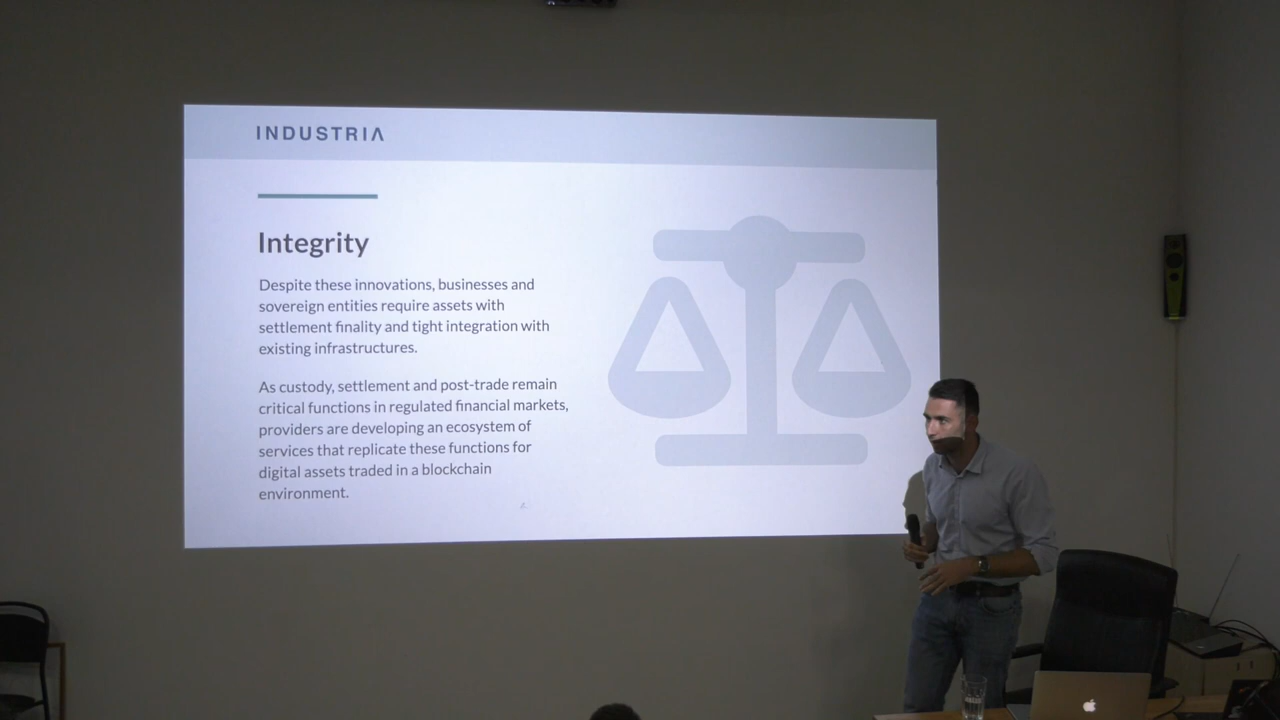 INDUSTRIA
Integrity
Despite these innovations, businesses and
sovereign entities require assets with
settlement finality and tight integration with
existing infrastructures.
As custody, settlement and post-trade remain
critical functions in regulated financial markets,
providers are developing an ecosystem of
services that replicate these functions for
digital assets traded in a blockchain
environment.